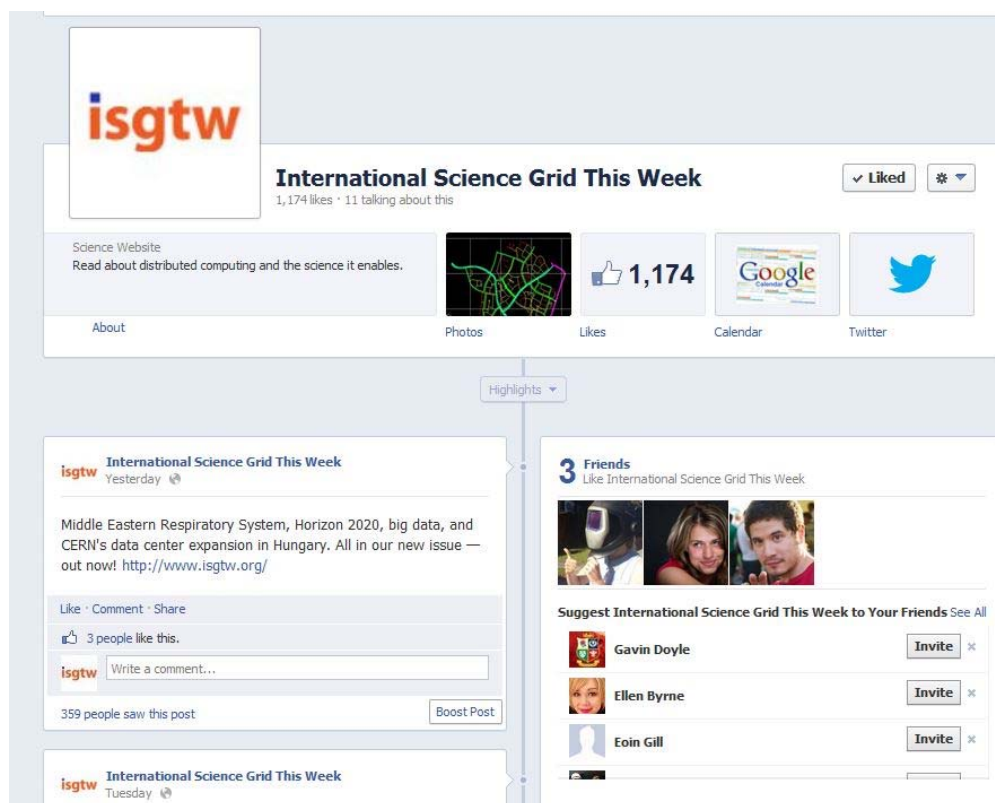 isgtw
International Science Grid This Week
1,174 likes · 11 talking about this
✓ Liked
Science Website
Read about distributed computing and the science it enables.
1,174
Google
Calendar
About
Photos
Likes
Calendar
Twitter
Highlights
isgtw
International Science Grid This Week
Yesterday
Middle Eastern Respiratory System, Horizon 2020, big data, and
CERN's data center expansion in Hungary. All in our new issue —
out now! http://www.isgtw.org/
Like · Comment · Share
3 people like this.
isgtw
Write a comment...
359 people saw this post
Boost Post
3 Friends
Like International Science Grid This Week
Suggest International Science Grid This Week to Your Friends See All
Gavin Doyle
Invite
Ellen Byrne
Invite
Eoin Gill
Invite
isgtw
International Science Grid This Week
Tuesday